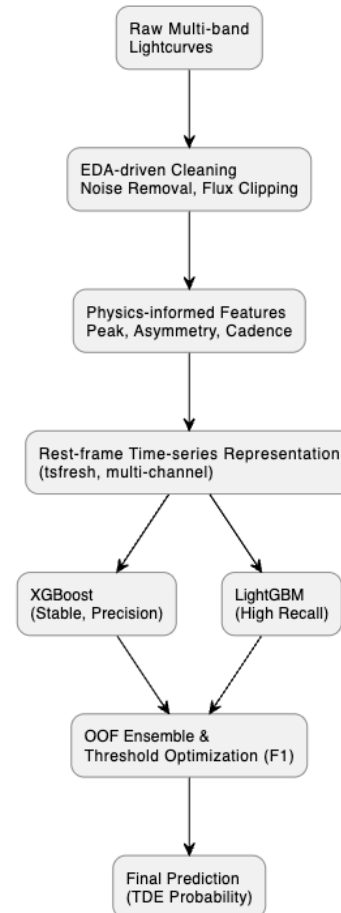 Raw Multi-band
Lightcurves
EDA-driven Cleaning
Noise Removal, Flux Clipping
Physics-informed Features
Peak, Asymmetry, Cadence
Rest-frame Time-series Representation
(tsfresh, multi-channel)
XGBoost
(Stable, Precision)
LightGBM
(High Recall)
OOF Ensemble &
Threshold Optimization (F1)
Final Prediction
(TDE Probability)